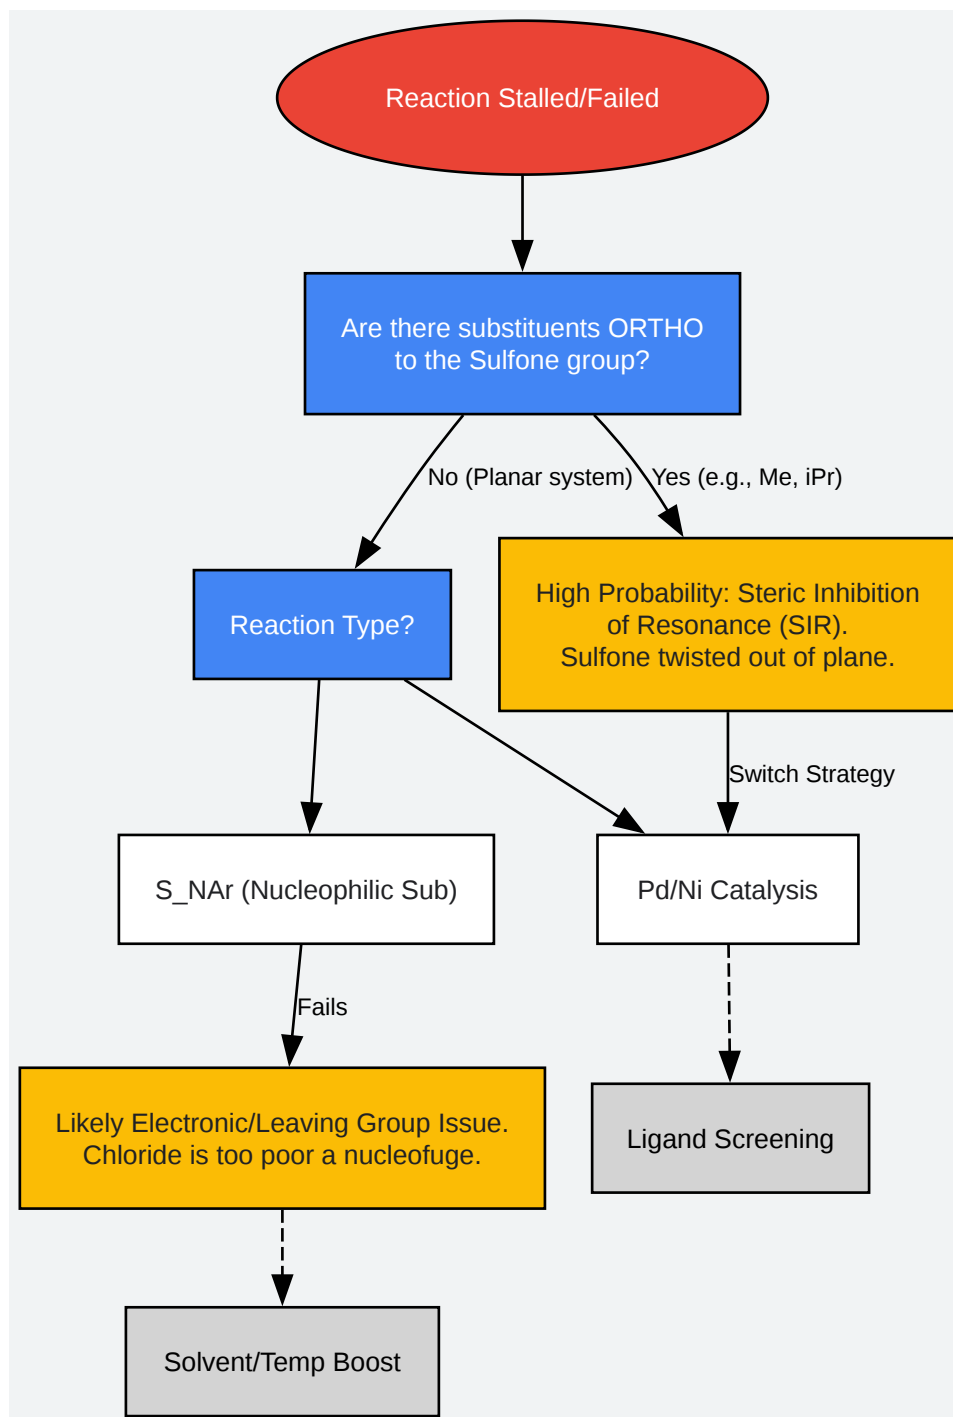 Reaction Stalled/Failed
Are there substituents ORTHO
to the Sulfone group?
No (Planar system)
Yes (e.g., Me, iPr)
High Probability: Steric Inhibition
of Resonance (SIR).
Sulfone twisted out of plane.
Reaction Type?
Switch Strategy
S_NAr (Nucleophilic Sub)
Pd/Ni Catalysis
Fails
Likely Electronic/Leaving Group Issue.
Chloride is too poor a nucleofuge.
Ligand Screening
Solvent/Temp Boost